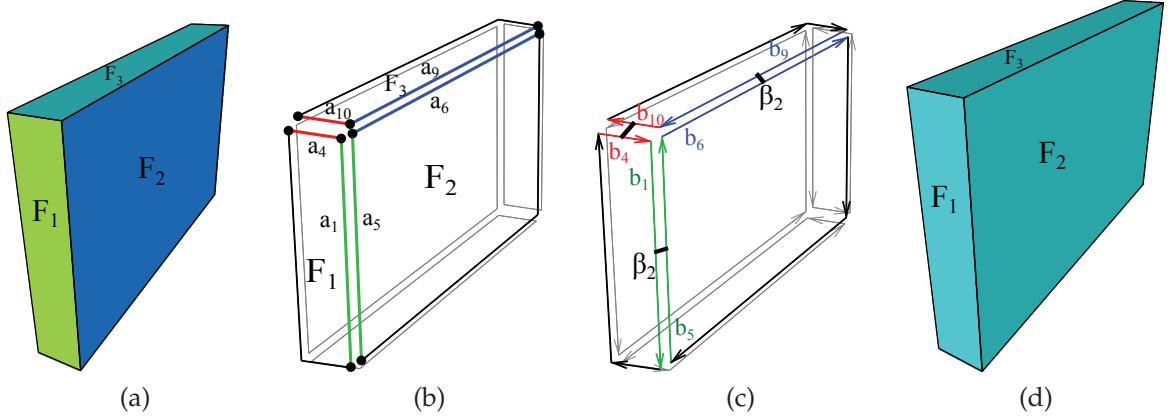 F₃
F₁
F₂
(a)
a₉
F₃
a₁₀
a₆
a₄
F₂
a₁
a₅
F₁
(b)
b₉
β₂
b₁₀
b₄
b₆
b₁
β₂
b₅
(c)
F₃
F₂
F₁
(d)